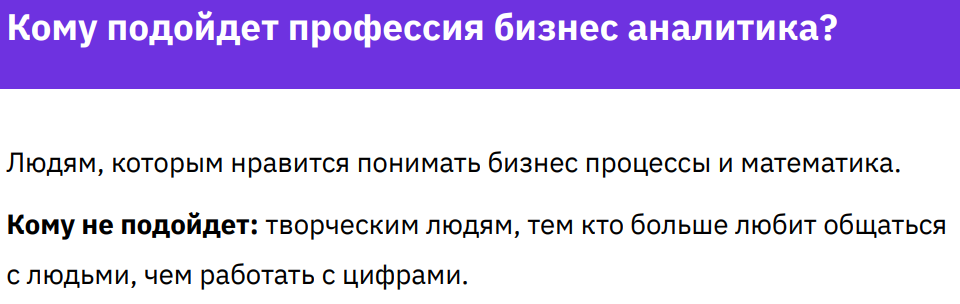 Кому подойдет профессия бизнес аналитика?
Людям, которым нравится понимать бизнес процессы и математика.
Кому не подойдет: творческим людям, тем кто больше любит общаться
с людьми, чем работать с цифрами.